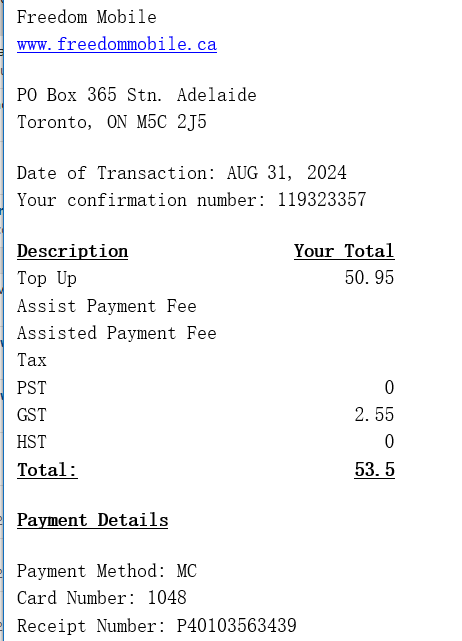 Freedom Mobile
www.freedommobile.ca
PO Box 365 Stn. Adelaide
Toronto, ON M5C 2J5
Date of Transaction: AUG 31, 2024
Your confirmation number: 119323357
Description Your Total
Top Up 50.95
Assist Payment Fee
Assisted Payment Fee
Tax
PST 0
GST 2.55
HST 0
Total: 53.5
Payment Details
Payment Method: MC
Card Number: 1048
Receipt Number: P40103563439